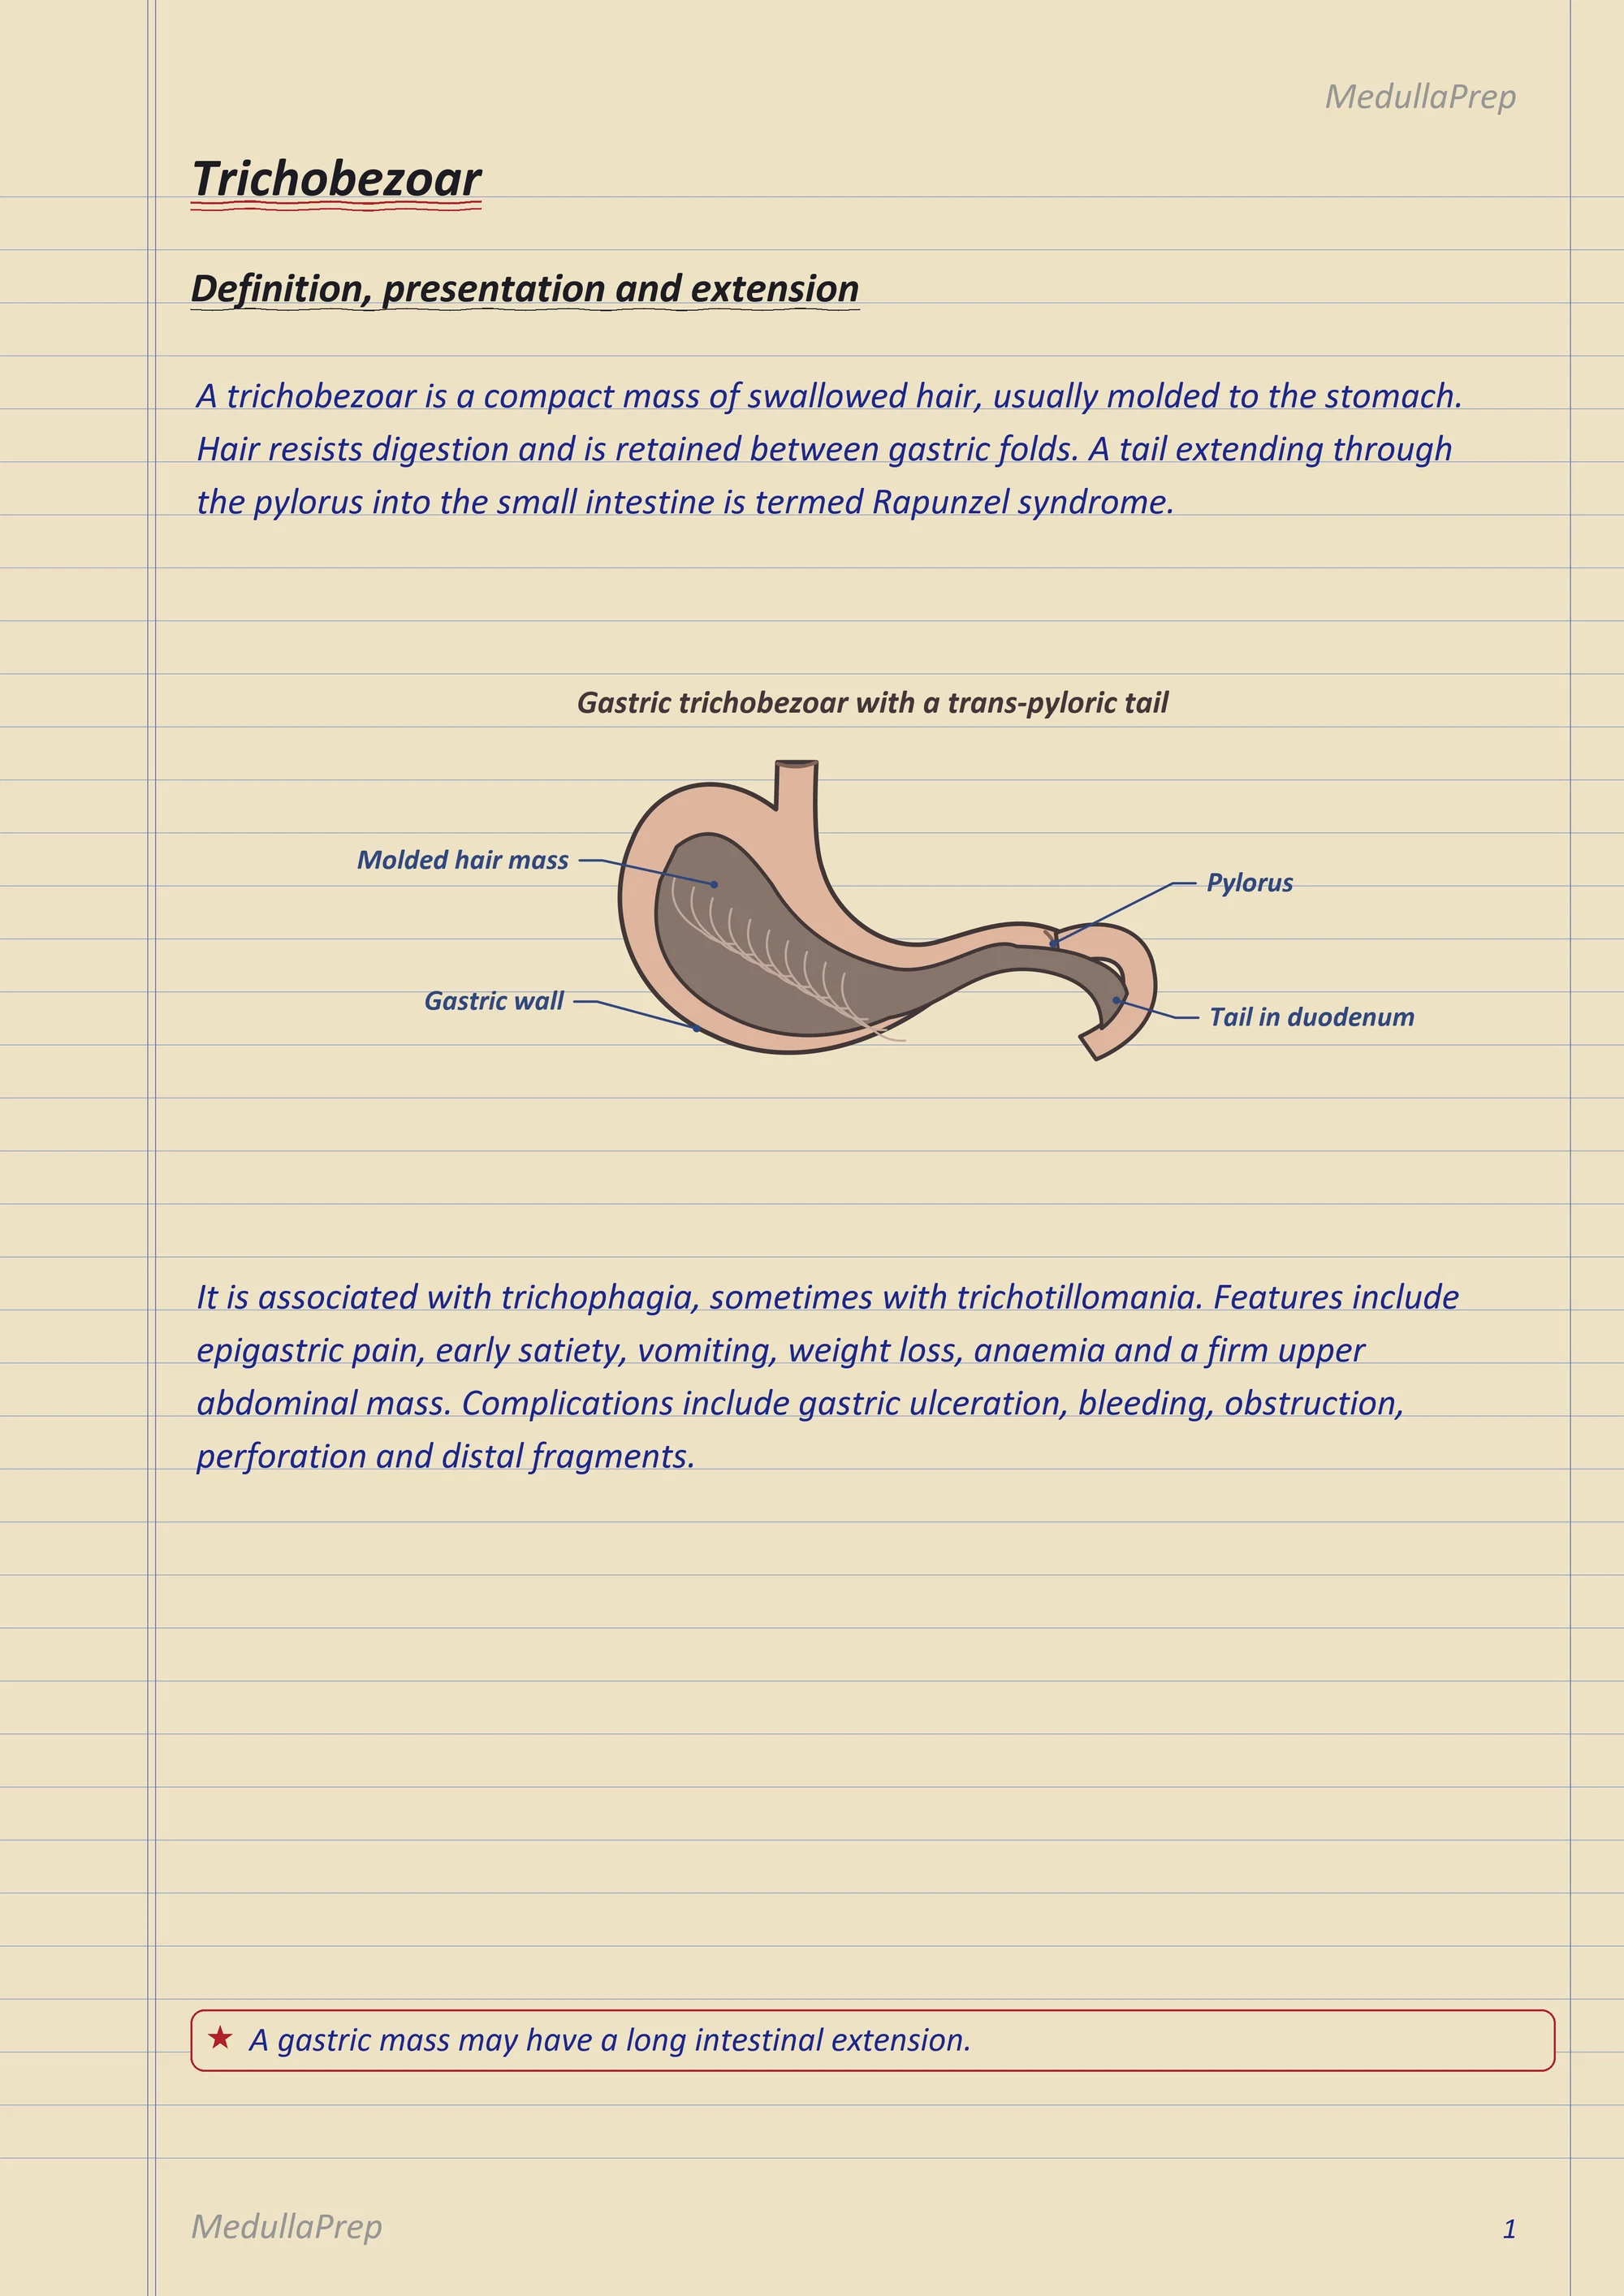 MedullaPrep
Trichobezoar
Definition, presentation and extension
A trichobezoar is a compact mass of swallowed hair, usually molded to the stomach.
Hair resists digestion and is retained between gastric folds. A tail extending through
the pylorus into the small intestine is termed Rapunzel syndrome.
Gastric trichobezoar with a trans-pyloric tail
Molded hair mass
Pylorus
Gastric wall
Tail in duodenum
It is associated with trichophagia, sometimes with trichotillomania. Features include
epigastric pain, early satiety, vomiting, weight loss, anaemia and a firm upper
abdominal mass. Complications include gastric ulceration, bleeding, obstruction,
perforation and distal fragments.
★ A gastric mass may have a long intestinal extension.
MedullaPrep
1